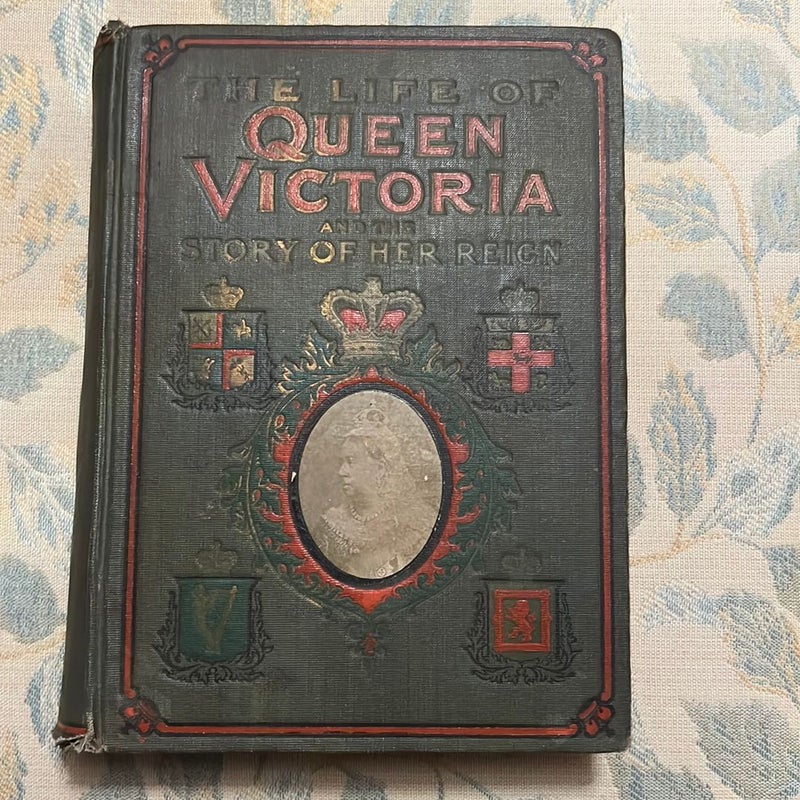 THE LIFE OF
QUEEN
VICTORIA
AND THE
STORY OF HER REIGN